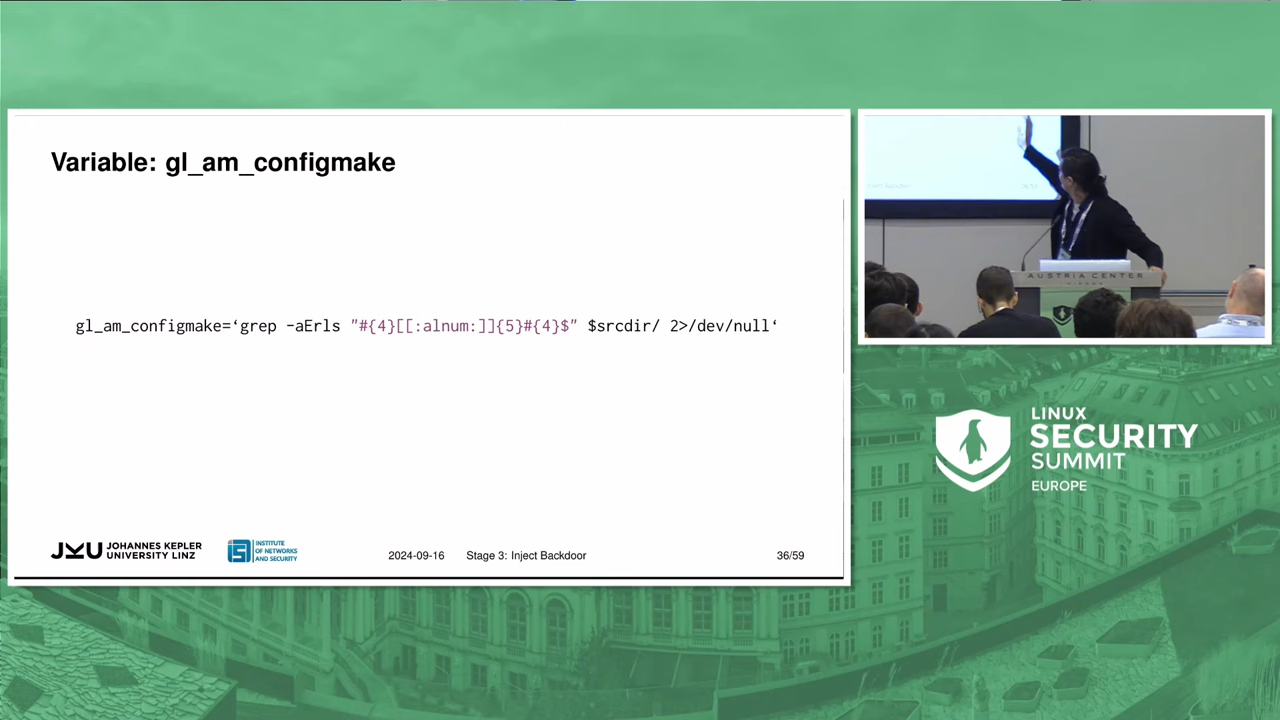 Variable: gl_am_configmake
gl_am_configmake=‘grep -aErls "#{4}[[:alnum:]]{5}#{4}$" $srcdir/ 2>/dev/null‘
JKU JOHANNES KEPLER
UNIVERSITY LINZ
INSTITUTE
OF NETWORKS
AND SECURITY
2024-09-16 Stage 3: Inject Backdoor
36/59
AUSTRIA CENTER
LINUX
SECURITY
SUMMIT
EUROPE